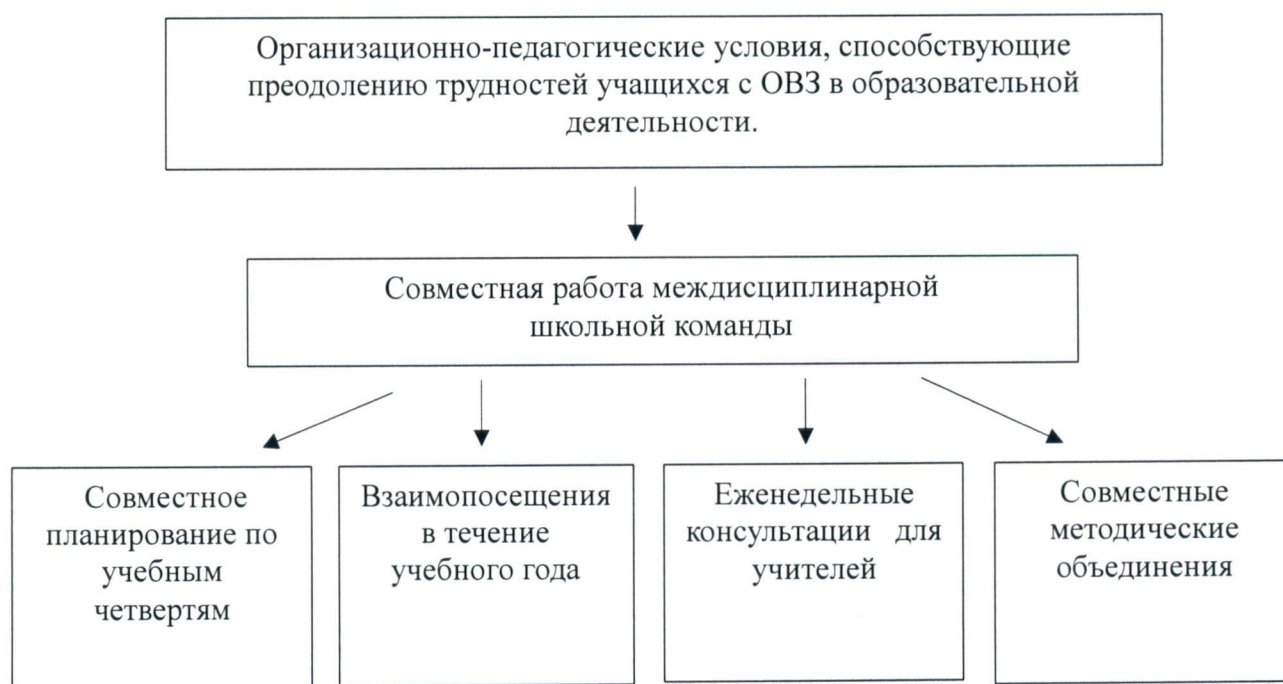 Организационно-педагогические условия, способствующие
преодолению трудностей учащихся с ОВЗ в образовательной
деятельности.
Совместная работа междисциплинарной
школьной команды
Совместное
планирование по
учебным
четвертям
Взаимопосещения
в течение
учебного года
Еженедельные
консультации для
учителей
Совместные
методические
объединения